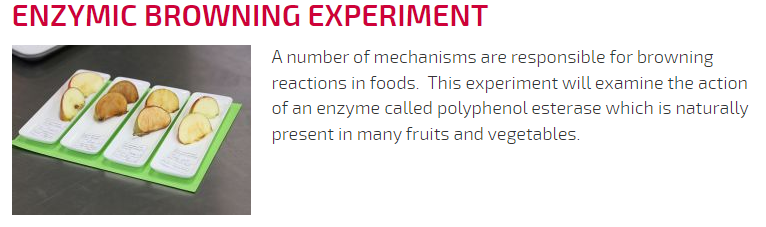 ENZYMIC BROWNING EXPERIMENT
A number of mechanisms are responsible for browning
reactions in foods. This experiment will examine the action
of an enzyme called polyphenol esterase which is naturally
present in many fruits and vegetables.